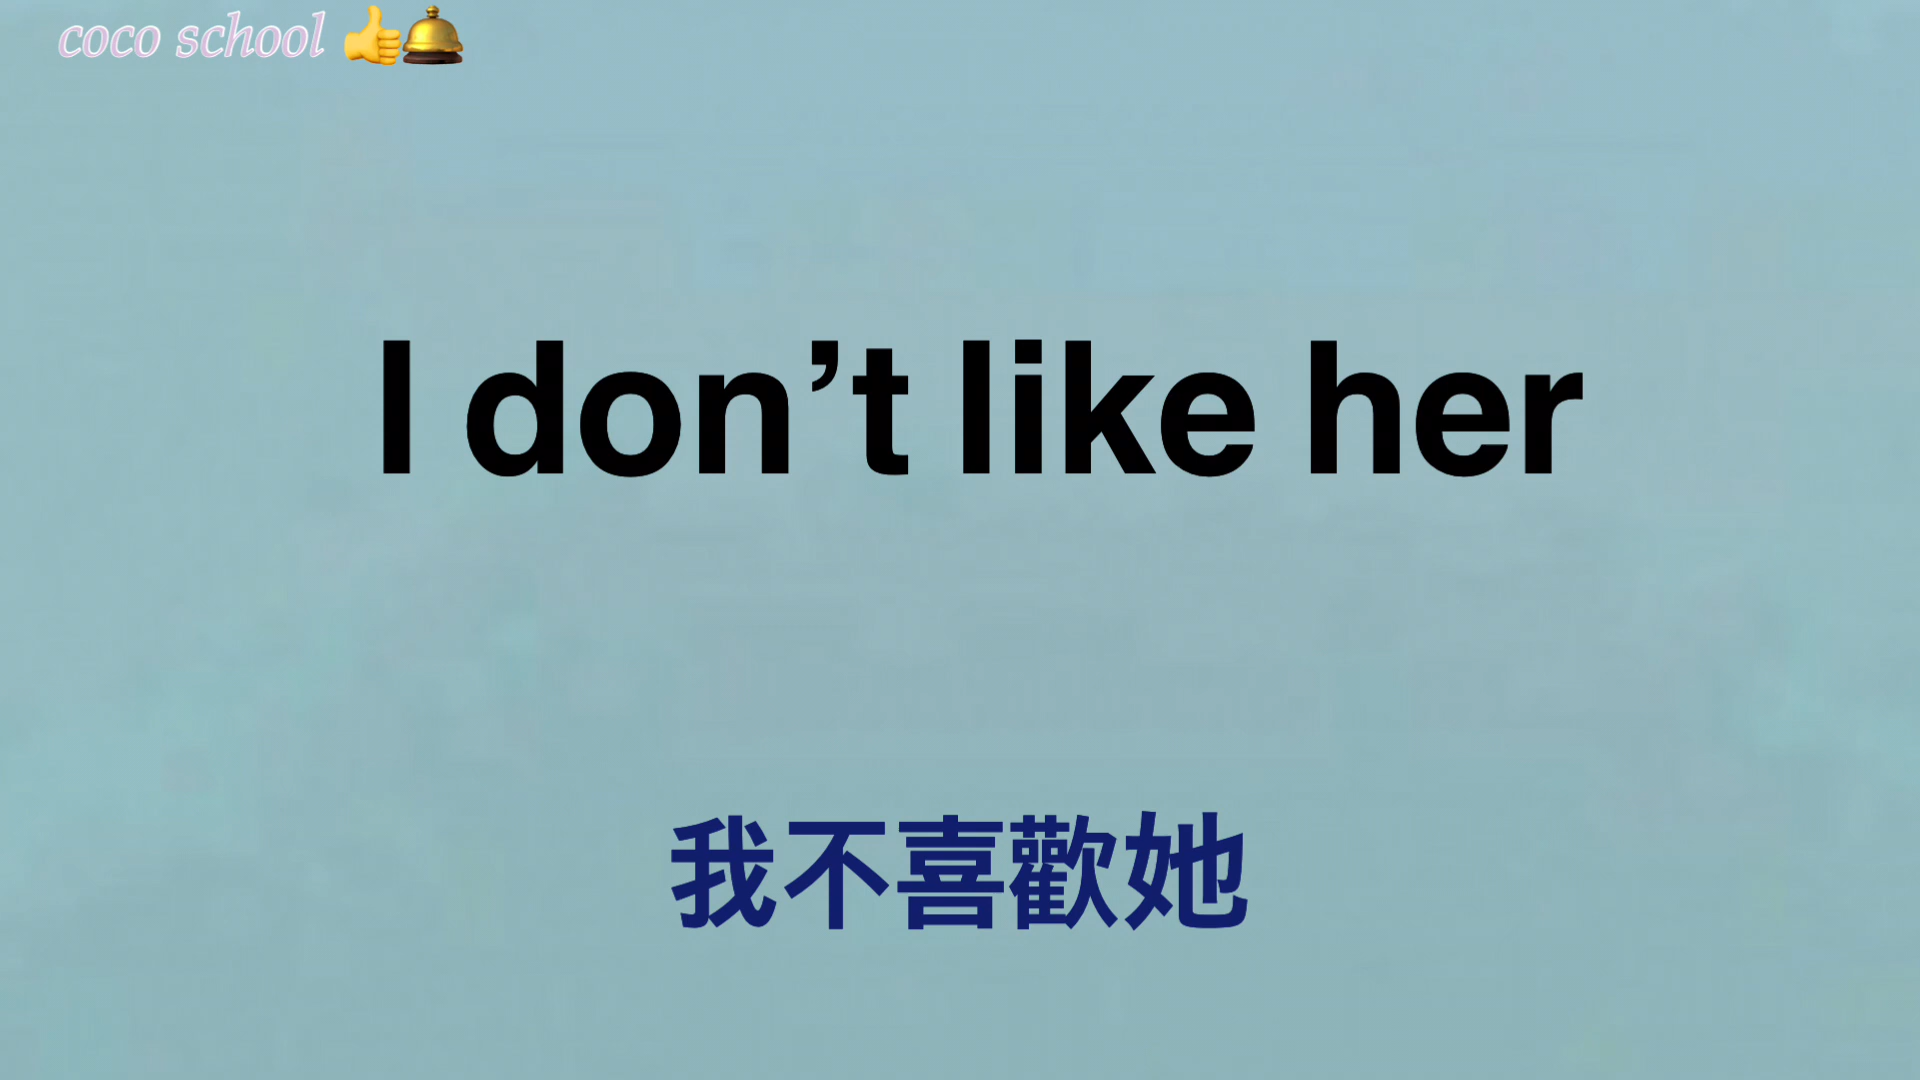 coco school 👍🛎️
I don’t like her
我不喜歡她